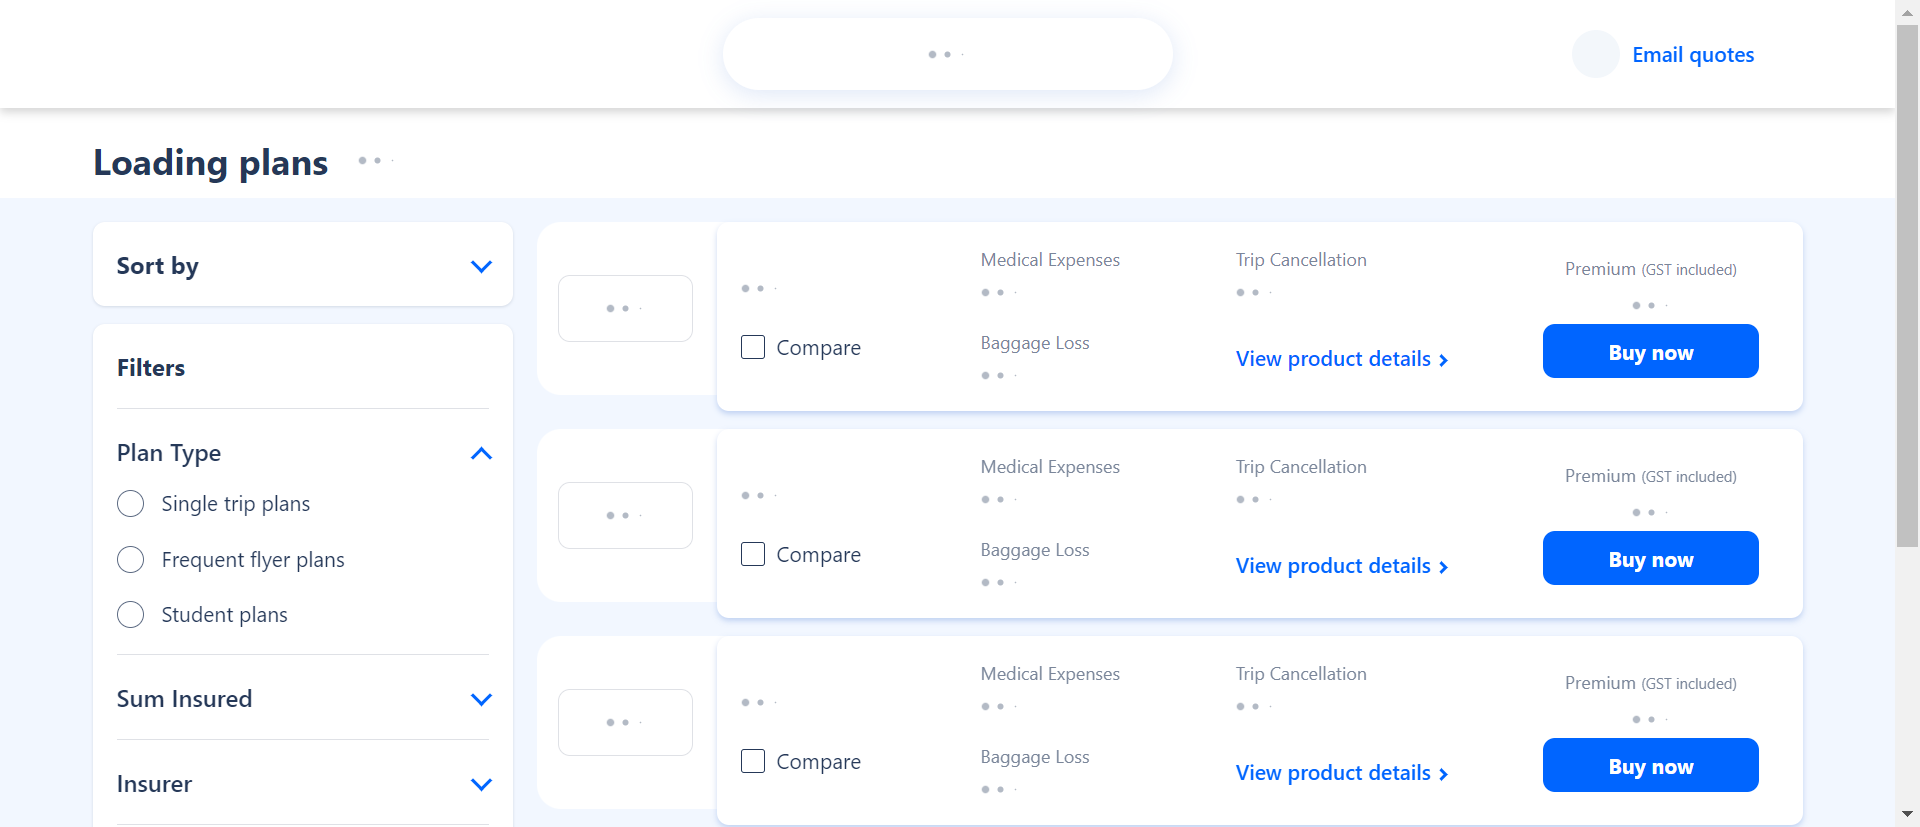 Email quotes
Loading plans
Sort by
Filters
Plan Type
Single trip plans
Frequent flyer plans
Student plans
Sum Insured
Insurer
Compare
Medical Expenses
Baggage Loss
Trip Cancellation
View product details
Premium (GST included)
Buy now
Compare
Medical Expenses
Baggage Loss
Trip Cancellation
View product details
Premium (GST included)
Buy now
Compare
Medical Expenses
Baggage Loss
Trip Cancellation
View product details
Premium (GST included)
Buy now